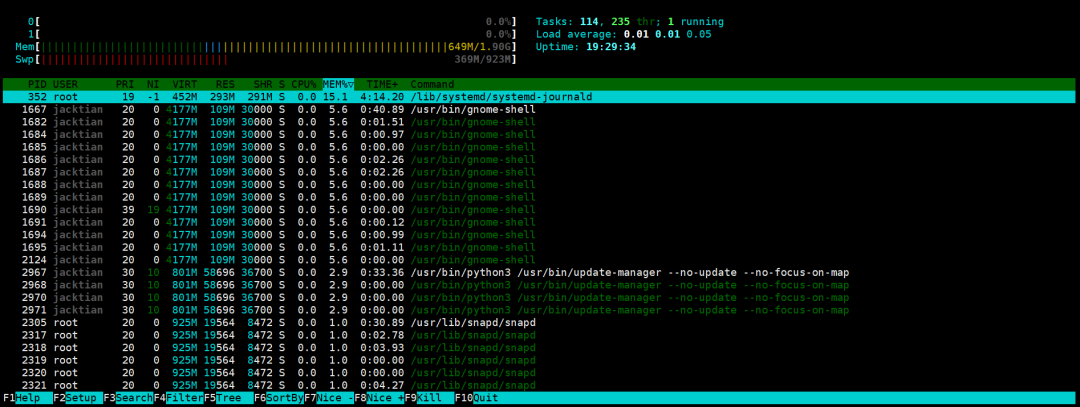 0[ 0.0%] Tasks: 114, 235 thr; 1 running
1[ 0.0%] Load average: 0.01 0.01 0.05
Mem[||||||||||||||||||||||||||||||||||||||||||||||||||||||||||||||||||649M/1.90G] Uptime: 19:29:34
Swp[|||||||||||||||||||||||||||||| 369M/923M]
PID USER PRI NI VIRT RES SHR S CPU% MEM%▽ TIME+ Command
352 root 19 -1 452M 293M 291M S 0.0 15.1 4:14.20 /lib/systemd/systemd-journald
1667 jacktian 20 0 4177M 109M 30000 S 0.0 5.6 0:40.89 /usr/bin/gnome-shell
1682 jacktian 20 0 4177M 109M 30000 S 0.0 5.6 0:01.51 /usr/bin/gnome-shell
1684 jacktian 20 0 4177M 109M 30000 S 0.0 5.6 0:00.97 /usr/bin/gnome-shell
1685 jacktian 20 0 4177M 109M 30000 S 0.0 5.6 0:00.00 /usr/bin/gnome-shell
1686 jacktian 20 0 4177M 109M 30000 S 0.0 5.6 0:02.26 /usr/bin/gnome-shell
1687 jacktian 20 0 4177M 109M 30000 S 0.0 5.6 0:02.26 /usr/bin/gnome-shell
1688 jacktian 20 0 4177M 109M 30000 S 0.0 5.6 0:00.00 /usr/bin/gnome-shell
1689 jacktian 20 0 4177M 109M 30000 S 0.0 5.6 0:00.00 /usr/bin/gnome-shell
1690 jacktian 39 19 4177M 109M 30000 S 0.0 5.6 0:00.00 /usr/bin/gnome-shell
1691 jacktian 20 0 4177M 109M 30000 S 0.0 5.6 0:00.12 /usr/bin/gnome-shell
1694 jacktian 20 0 4177M 109M 30000 S 0.0 5.6 0:00.99 /usr/bin/gnome-shell
1695 jacktian 20 0 4177M 109M 30000 S 0.0 5.6 0:01.11 /usr/bin/gnome-shell
2124 jacktian 20 0 4177M 109M 30000 S 0.0 5.6 0:00.00 /usr/bin/gnome-shell
2967 jacktian 30 10 801M 58696 36700 S 0.0 2.9 0:33.36 /usr/bin/python3 /usr/bin/update-manager --no-update --no-focus-on-map
2968 jacktian 30 10 801M 58696 36700 S 0.0 2.9 0:00.00 /usr/bin/python3 /usr/bin/update-manager --no-update --no-focus-on-map
2970 jacktian 30 10 801M 58696 36700 S 0.0 2.9 0:00.00 /usr/bin/python3 /usr/bin/update-manager --no-update --no-focus-on-map
2971 jacktian 30 10 801M 58696 36700 S 0.0 2.9 0:00.00 /usr/bin/python3 /usr/bin/update-manager --no-update --no-focus-on-map
2305 root 20 0 925M 19564 8472 S 0.0 1.0 0:30.89 /usr/lib/snapd/snapd
2317 root 20 0 925M 19564 8472 S 0.0 1.0 0:02.78 /usr/lib/snapd/snapd
2318 root 20 0 925M 19564 8472 S 0.0 1.0 0:03.93 /usr/lib/snapd/snapd
2319 root 20 0 925M 19564 8472 S 0.0 1.0 0:00.00 /usr/lib/snapd/snapd
2320 root 20 0 925M 19564 8472 S 0.0 1.0 0:00.00 /usr/lib/snapd/snapd
2321 root 20 0 925M 19564 8472 S 0.0 1.0 0:04.27 /usr/lib/snapd/snapd
F1Help F2Setup F3SearchF4FilterF5Tree F6SortByF7Nice -F8Nice +F9Kill F10Quit